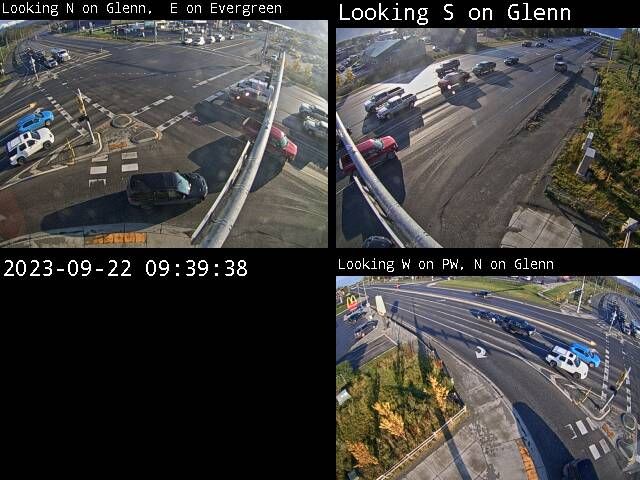 Looking N on Glenn, E on Evergreen
Looking S on Glenn
2023-09-22 09:39:38
Looking W on PW, N on Glenn